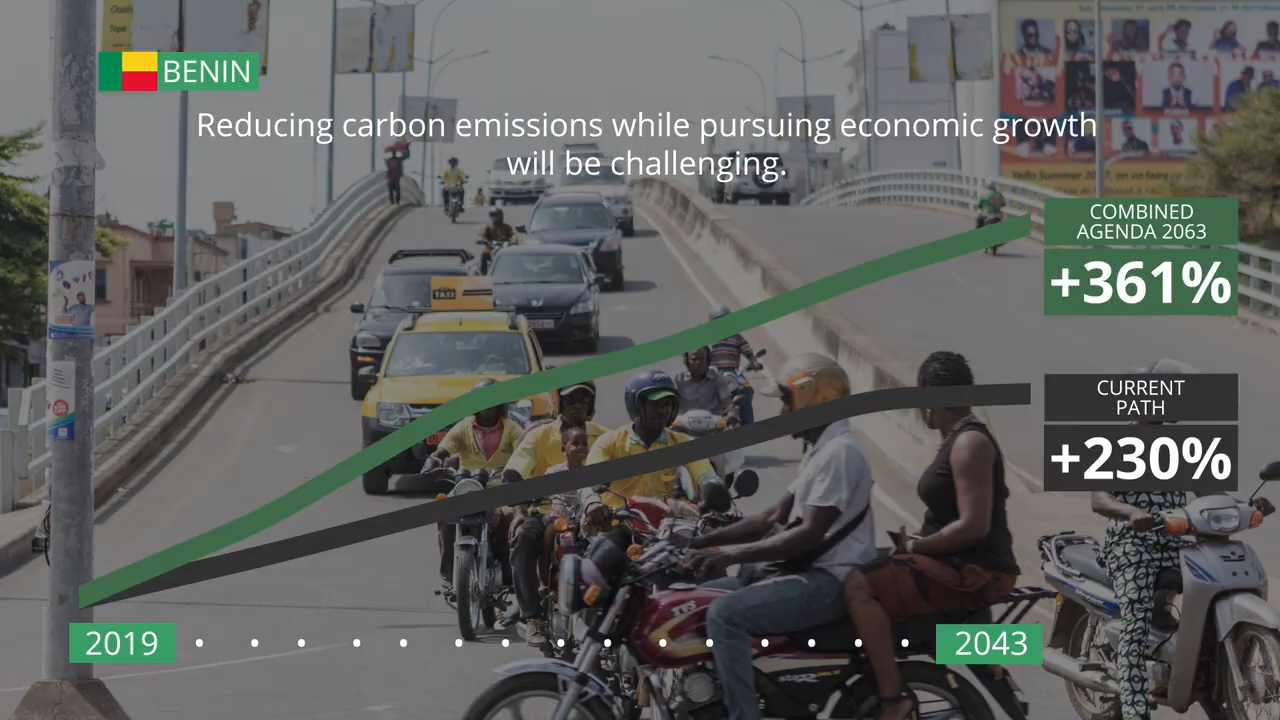 BENIN
Reducing carbon emissions while pursuing economic growth
will be challenging.
COMBINED
AGENDA 2063
+361%
CURRENT
PATH
+230%
TAXI
TVS
2019
2043